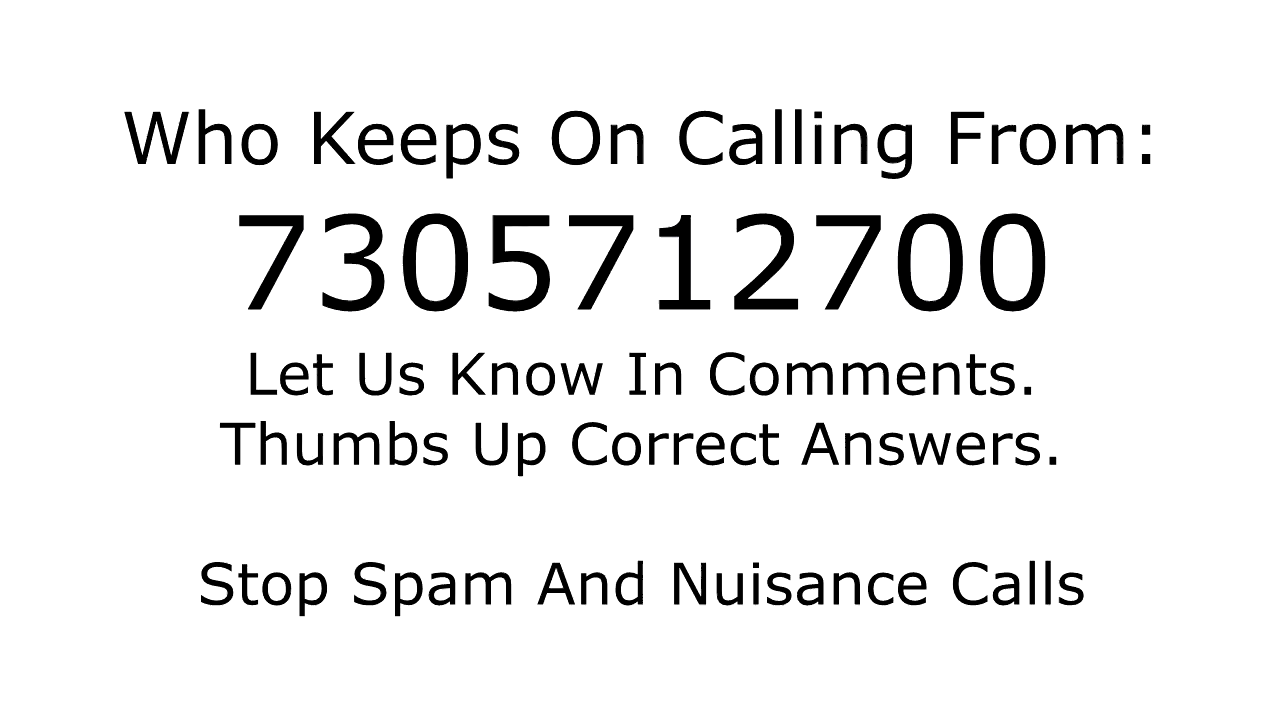 Who Keeps On Calling From:
7305712700
Let Us Know In Comments.
Thumbs Up Correct Answers.
Stop Spam And Nuisance Calls